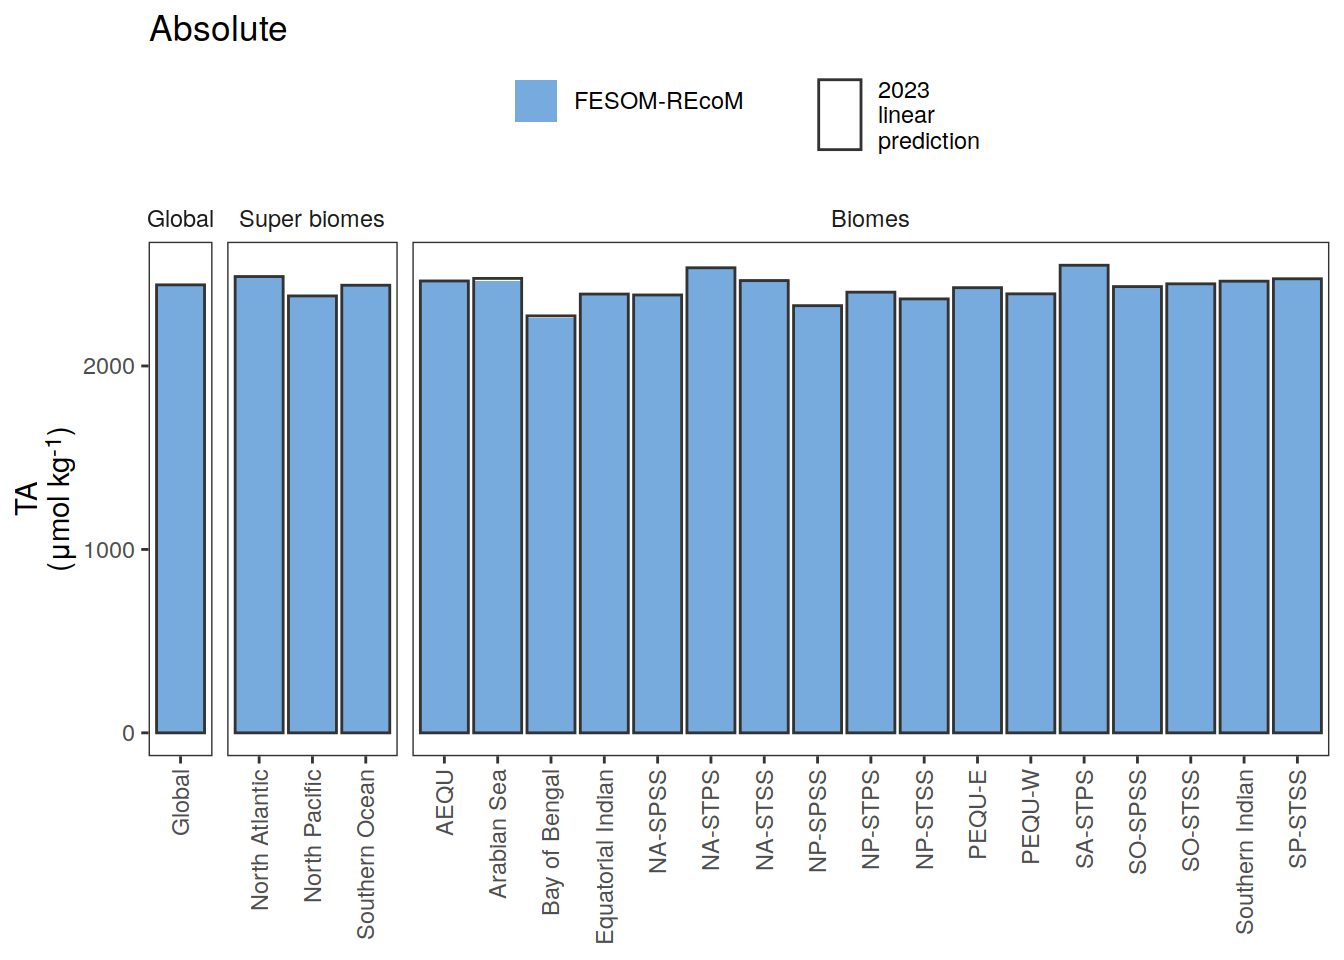 Absolute
FESOM-REcoM
2023
linear
prediction
Global
Super biomes
Biomes
TA
(μmol kg-1)
2000
1000
0
Global
North Atlantic
North Pacific
Southern Ocean
AEQU
Arabian Sea
Bay of Bengal
Equatorial Indian
NA-SPSS
NA-STPS
NA-STSS
NP-SPSS
NP-STPS
NP-STSS
PEQU-E
PEQU-W
SA-STPS
SO-SPSS
SO-STSS
Southern Indian
SP-STSS